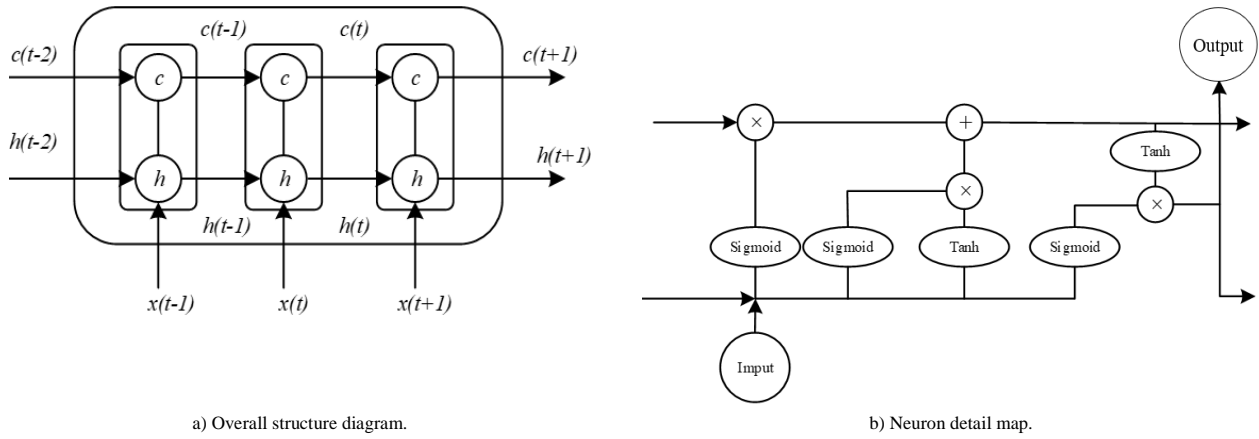 c(t-2)
c(t-1)
c(t)
c(t+1)
c
c
c
h(t-2)
h(t+1)
h
h
h
h(t-1)
h(t)
x(t-1)
x(t)
x(t+1)
a) Overall structure diagram.
Output
×
+
Tanh
×
×
Sigmoid
Sigmoid
Tanh
Sigmoid
Imput
b) Neuron detail map.